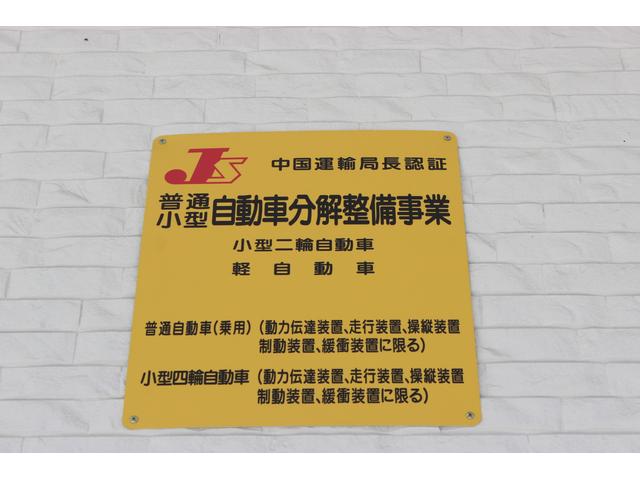 JS 中国運輸局長認証
普通小型 自動車分解整備事業
小型二輪自動車
軽自動車
普通自動車(乗用)(動力伝達装置、走行装置、操縦装置
制動装置、緩衝装置に限る)
小型四輪自動車(動力伝達装置、走行装置、操縦装置
制動装置、緩衝装置に限る)